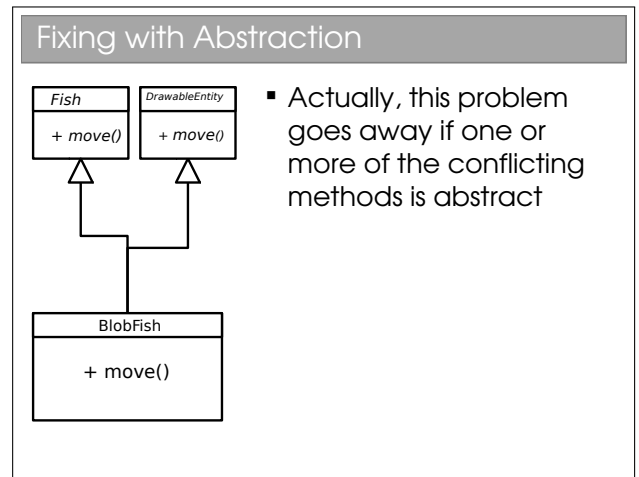 Fixing with Abstraction
Fish
+ move()
DrawableEntity
+ move()
BlobFish
+ move()
▪ Actually, this problem
goes away if one or
more of the conflicting
methods is abstract